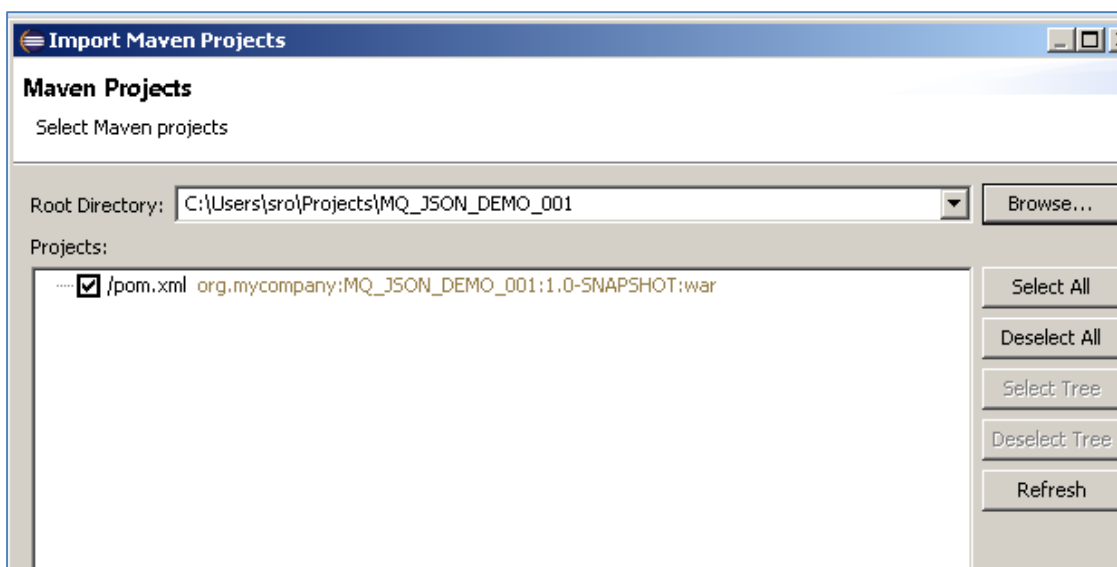 Import Maven Projects
Maven Projects
Select Maven projects
Root Directory: C:\Users\sro\Projects\MQ_JSON_DEMO_001 Browse...
Projects:
/pom.xml org.mycompany:MQ_JSON_DEMO_001:1.0-SNAPSHOT:war
Select All
Deselect All
Select Tree
Deselect Tree
Refresh